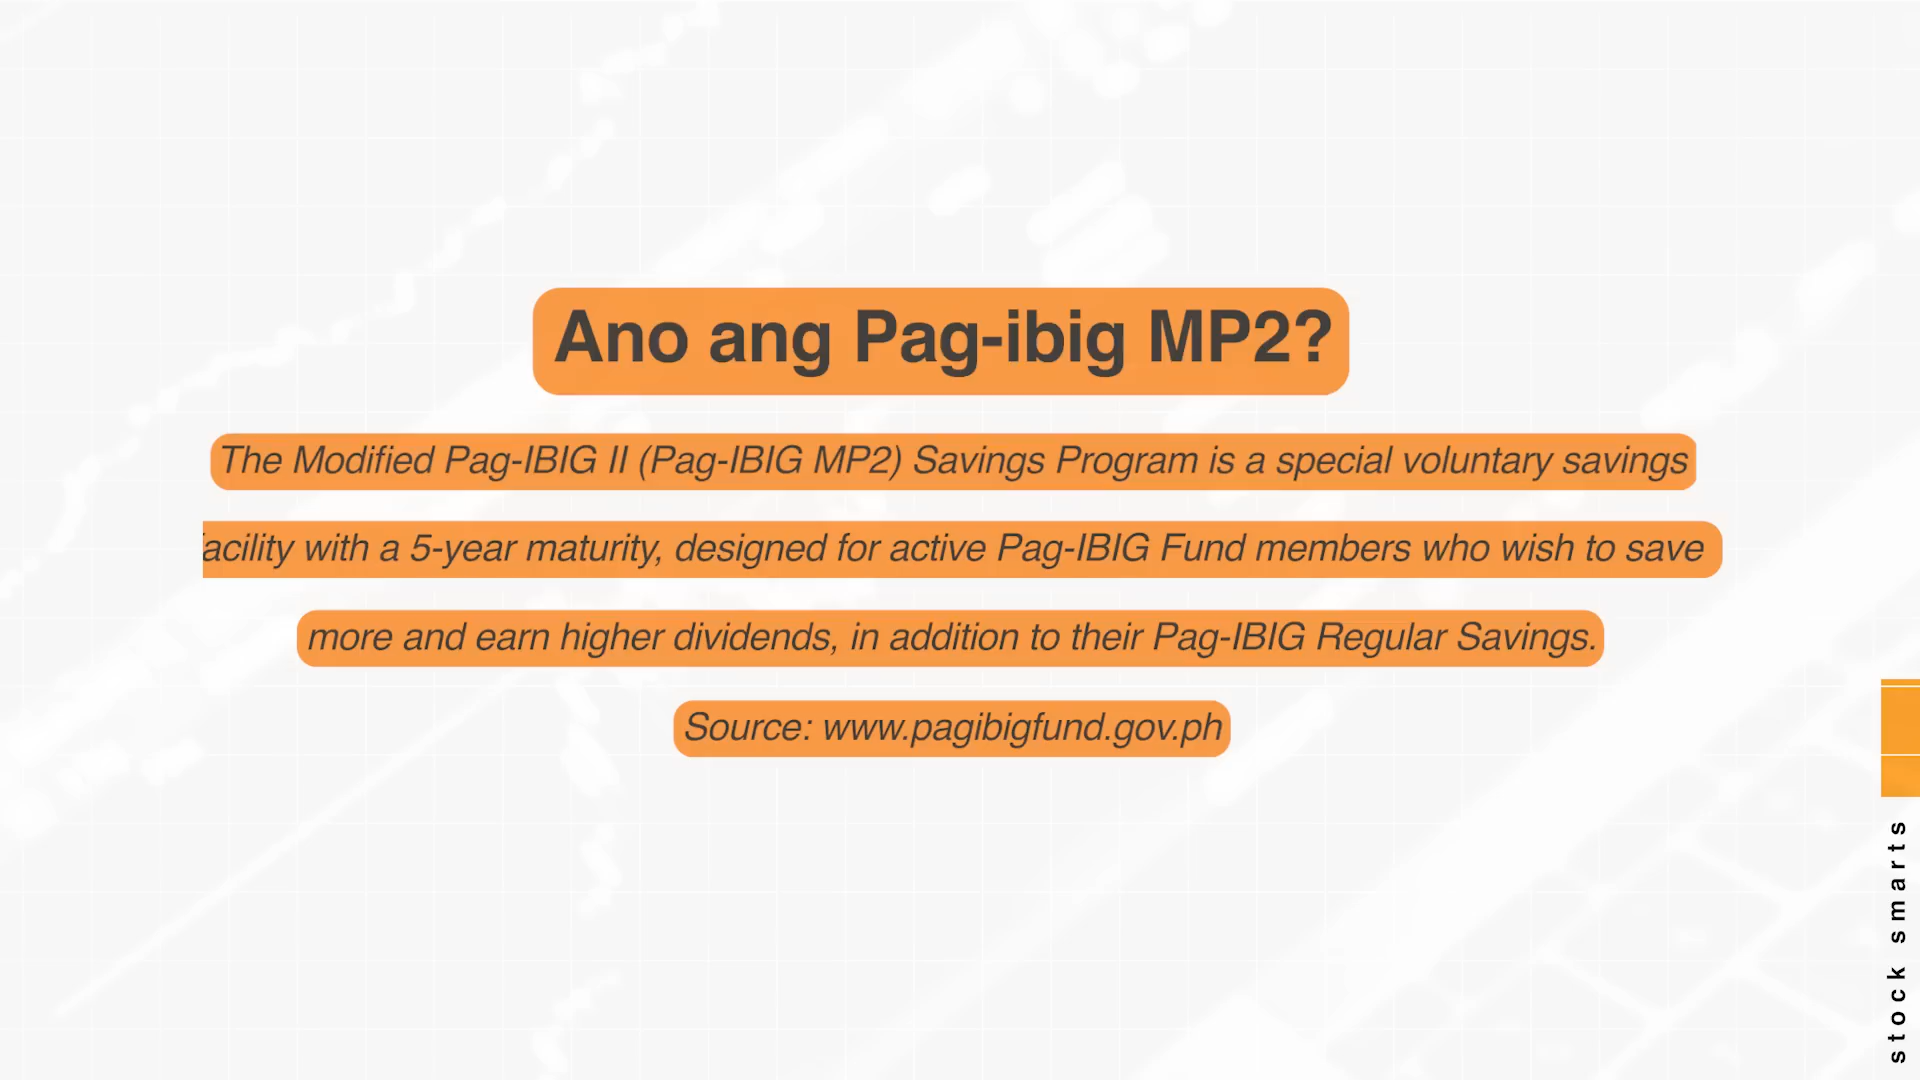 Ano ang Pag-ibig MP2?
The Modified Pag-IBIG II (Pag-IBIG MP2) Savings Program is a special voluntary savings
facility with a 5-year maturity, designed for active Pag-IBIG Fund members who wish to save
more and earn higher dividends, in addition to their Pag-IBIG Regular Savings.
Source: www.pagibigfund.gov.ph
stock smarts